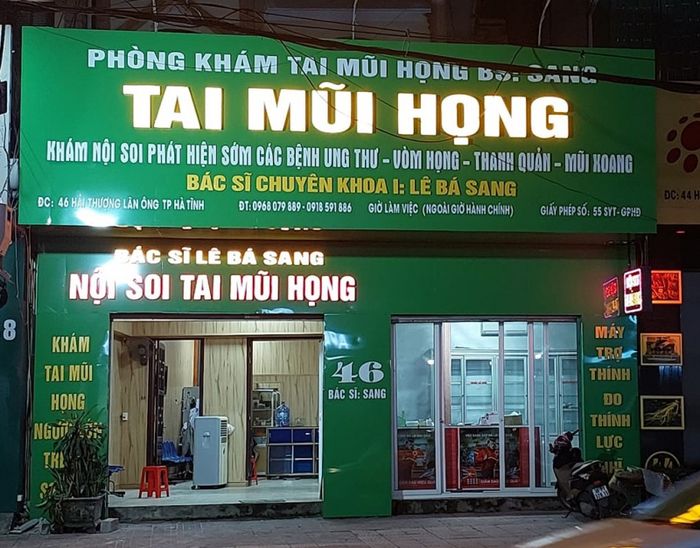 PHÒNG KHÁM TAI MŨI HỌNG BS. SANG
TAI MŨI HỌNG
KHÁM NỘI SOI PHÁT HIỆN SỚM CÁC BỆNH UNG THƯ - VÒM HỌNG - THANH QUẢN - MŨI XOANG
BÁC SĨ CHUYÊN KHOA I: LÊ BÁ SANG
ĐC: 46 HẢI THƯỢNG LÃN ÔNG TP HÀ TĨNH ĐT: 0968 079 889 - 0918 591 886 GIỜ LÀM VIỆC (NGOÀI GIỜ HÀNH CHÍNH) GIẤY PHÉP SỐ: 55 SYT-GPHĐ
ĐC: 44 H
BÁC SĨ LÊ BÁ SANG
NỘI SOI TAI MŨI HỌNG
8
KHÁM
TAI MŨI
HỌNG
46
BÁC SĨ: SANG
MÁY
TRỢ
THÍNH
ĐO
THÍNH
LỰC